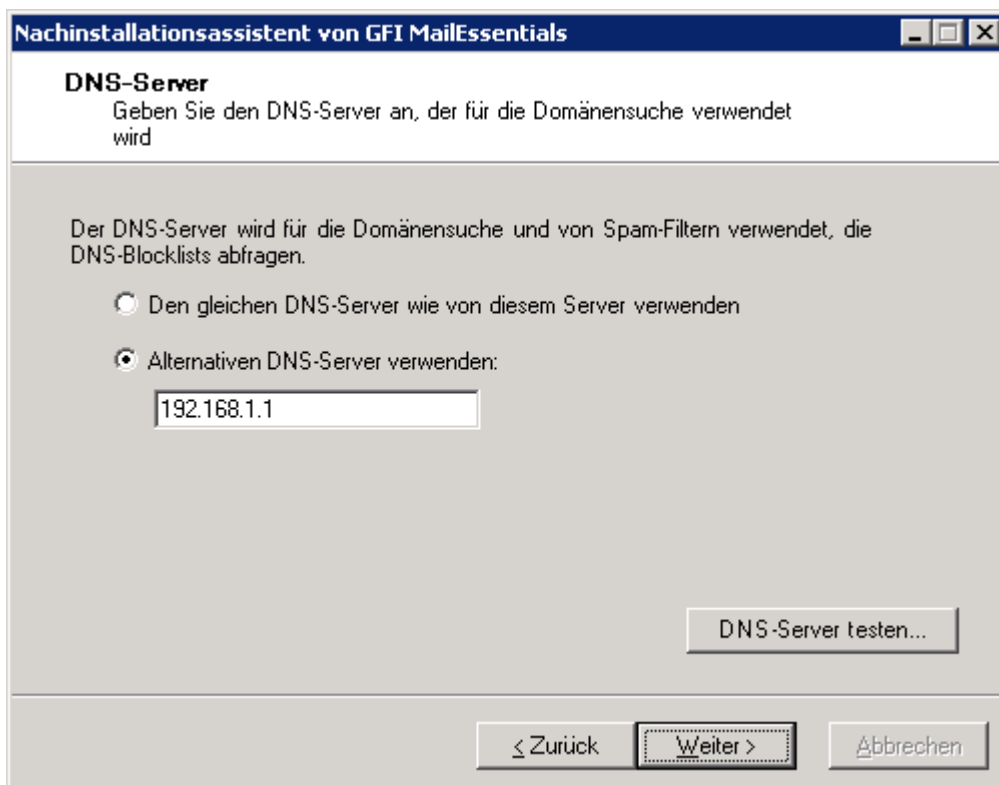 Nachinstallationsassistent von GFI MailEssentials
DNS-Server
Geben Sie den DNS-Server an, der für die Domänensuche verwendet
wird
Der DNS-Server wird für die Domänensuche und von Spam-Filtern verwendet, die
DNS-Blocklists abfragen.
Den gleichen DNS-Server wie von diesem Server verwenden
Alternativen DNS-Server verwenden:
192.168.1.1
DNS-Server testen...
< Zurück
Weiter >
Abbrechen